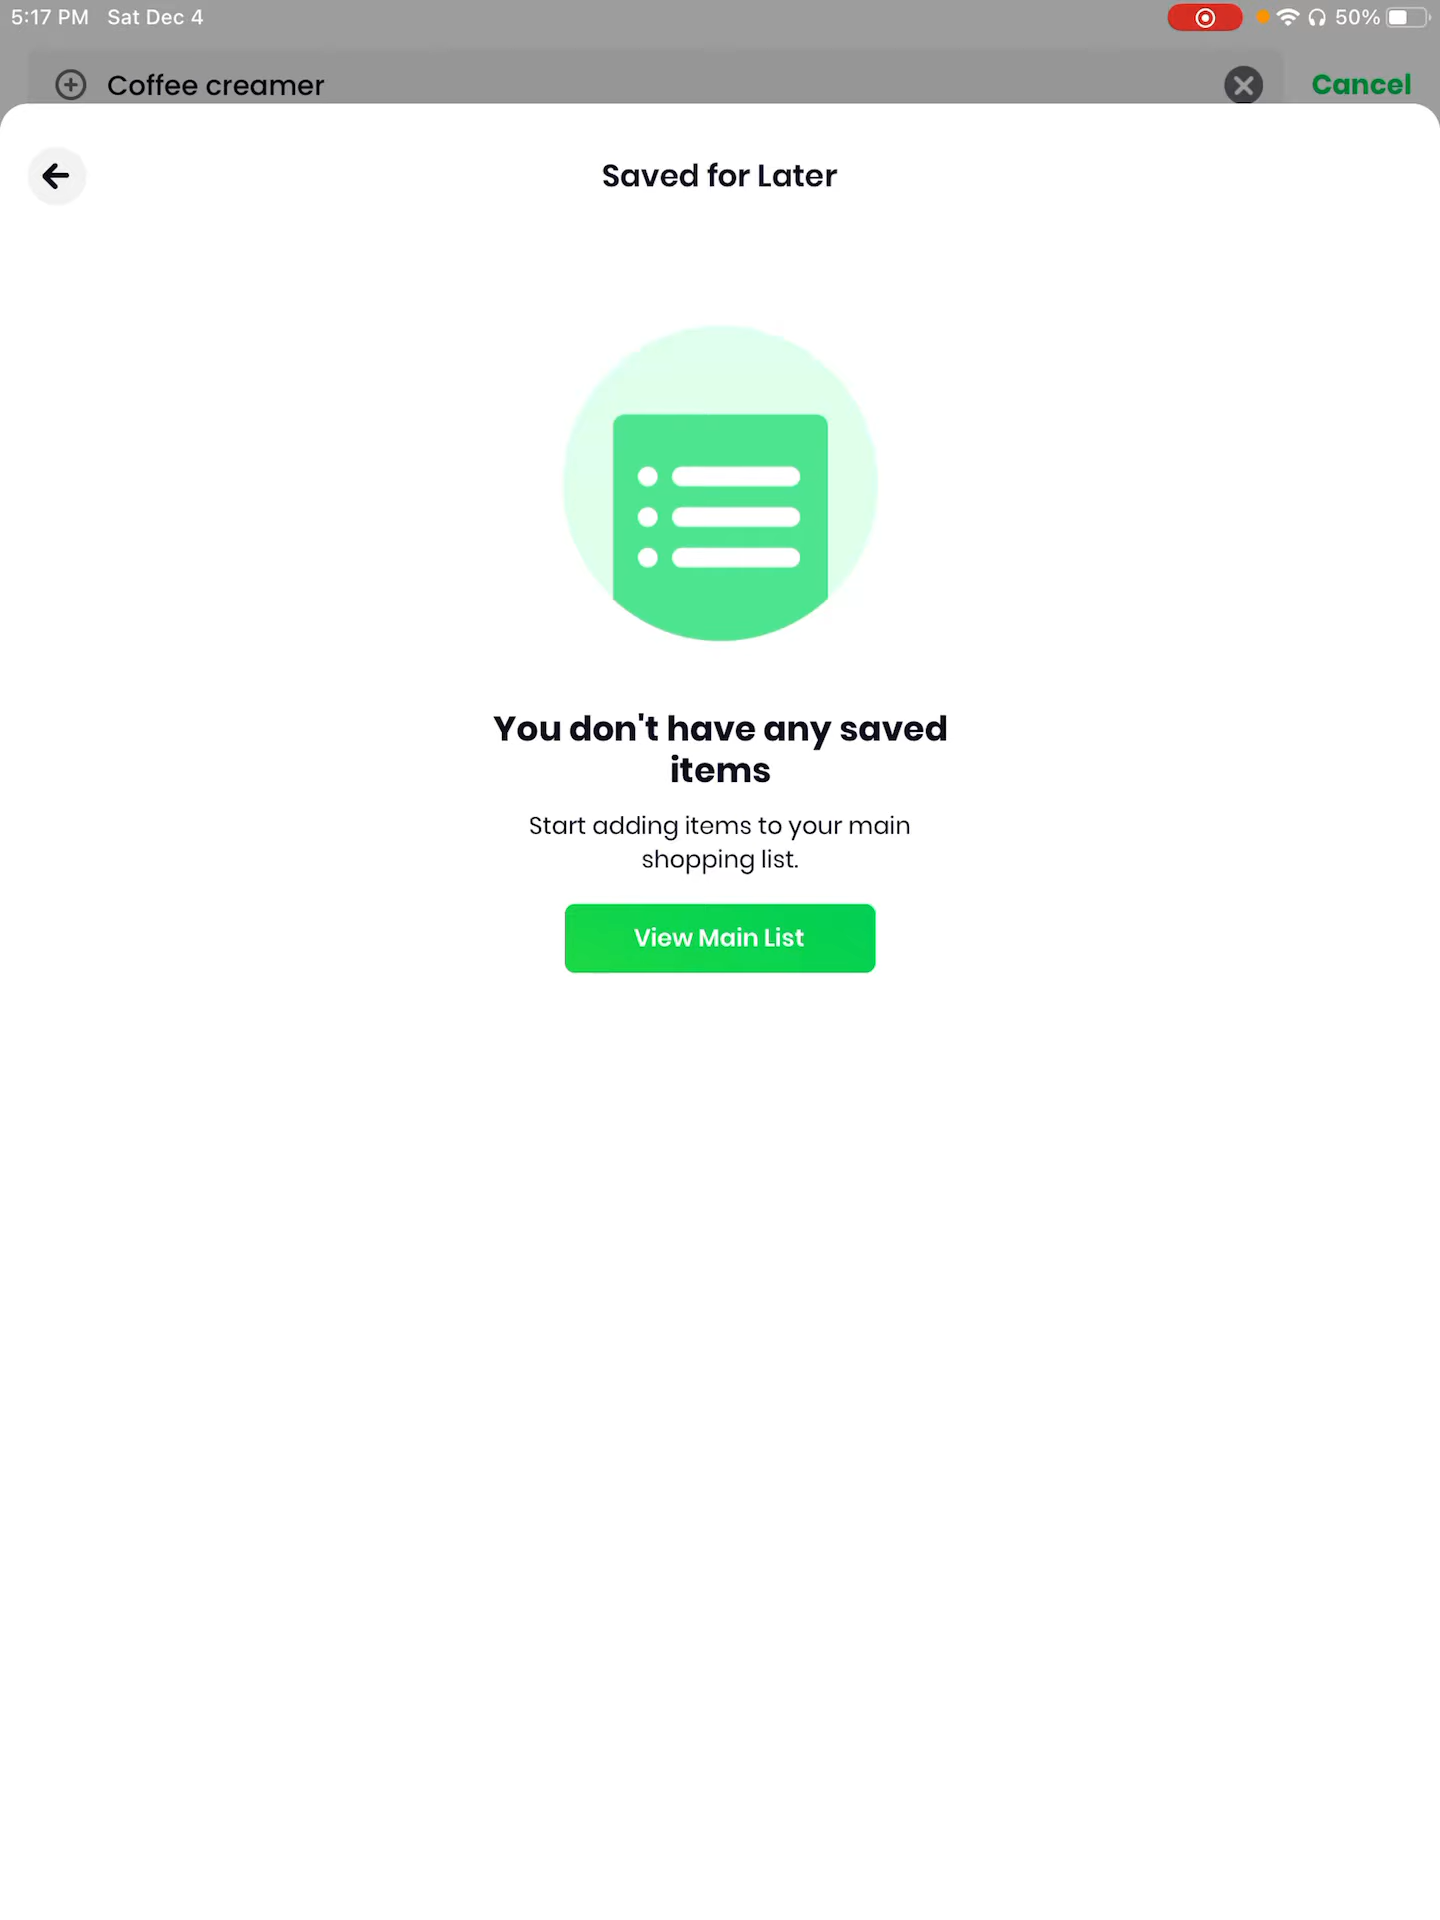 5:17 PM Sat Dec 4 50%
Coffee creamer Cancel
Saved for Later
You don't have any saved
items
Start adding items to your main
shopping list.
View Main List